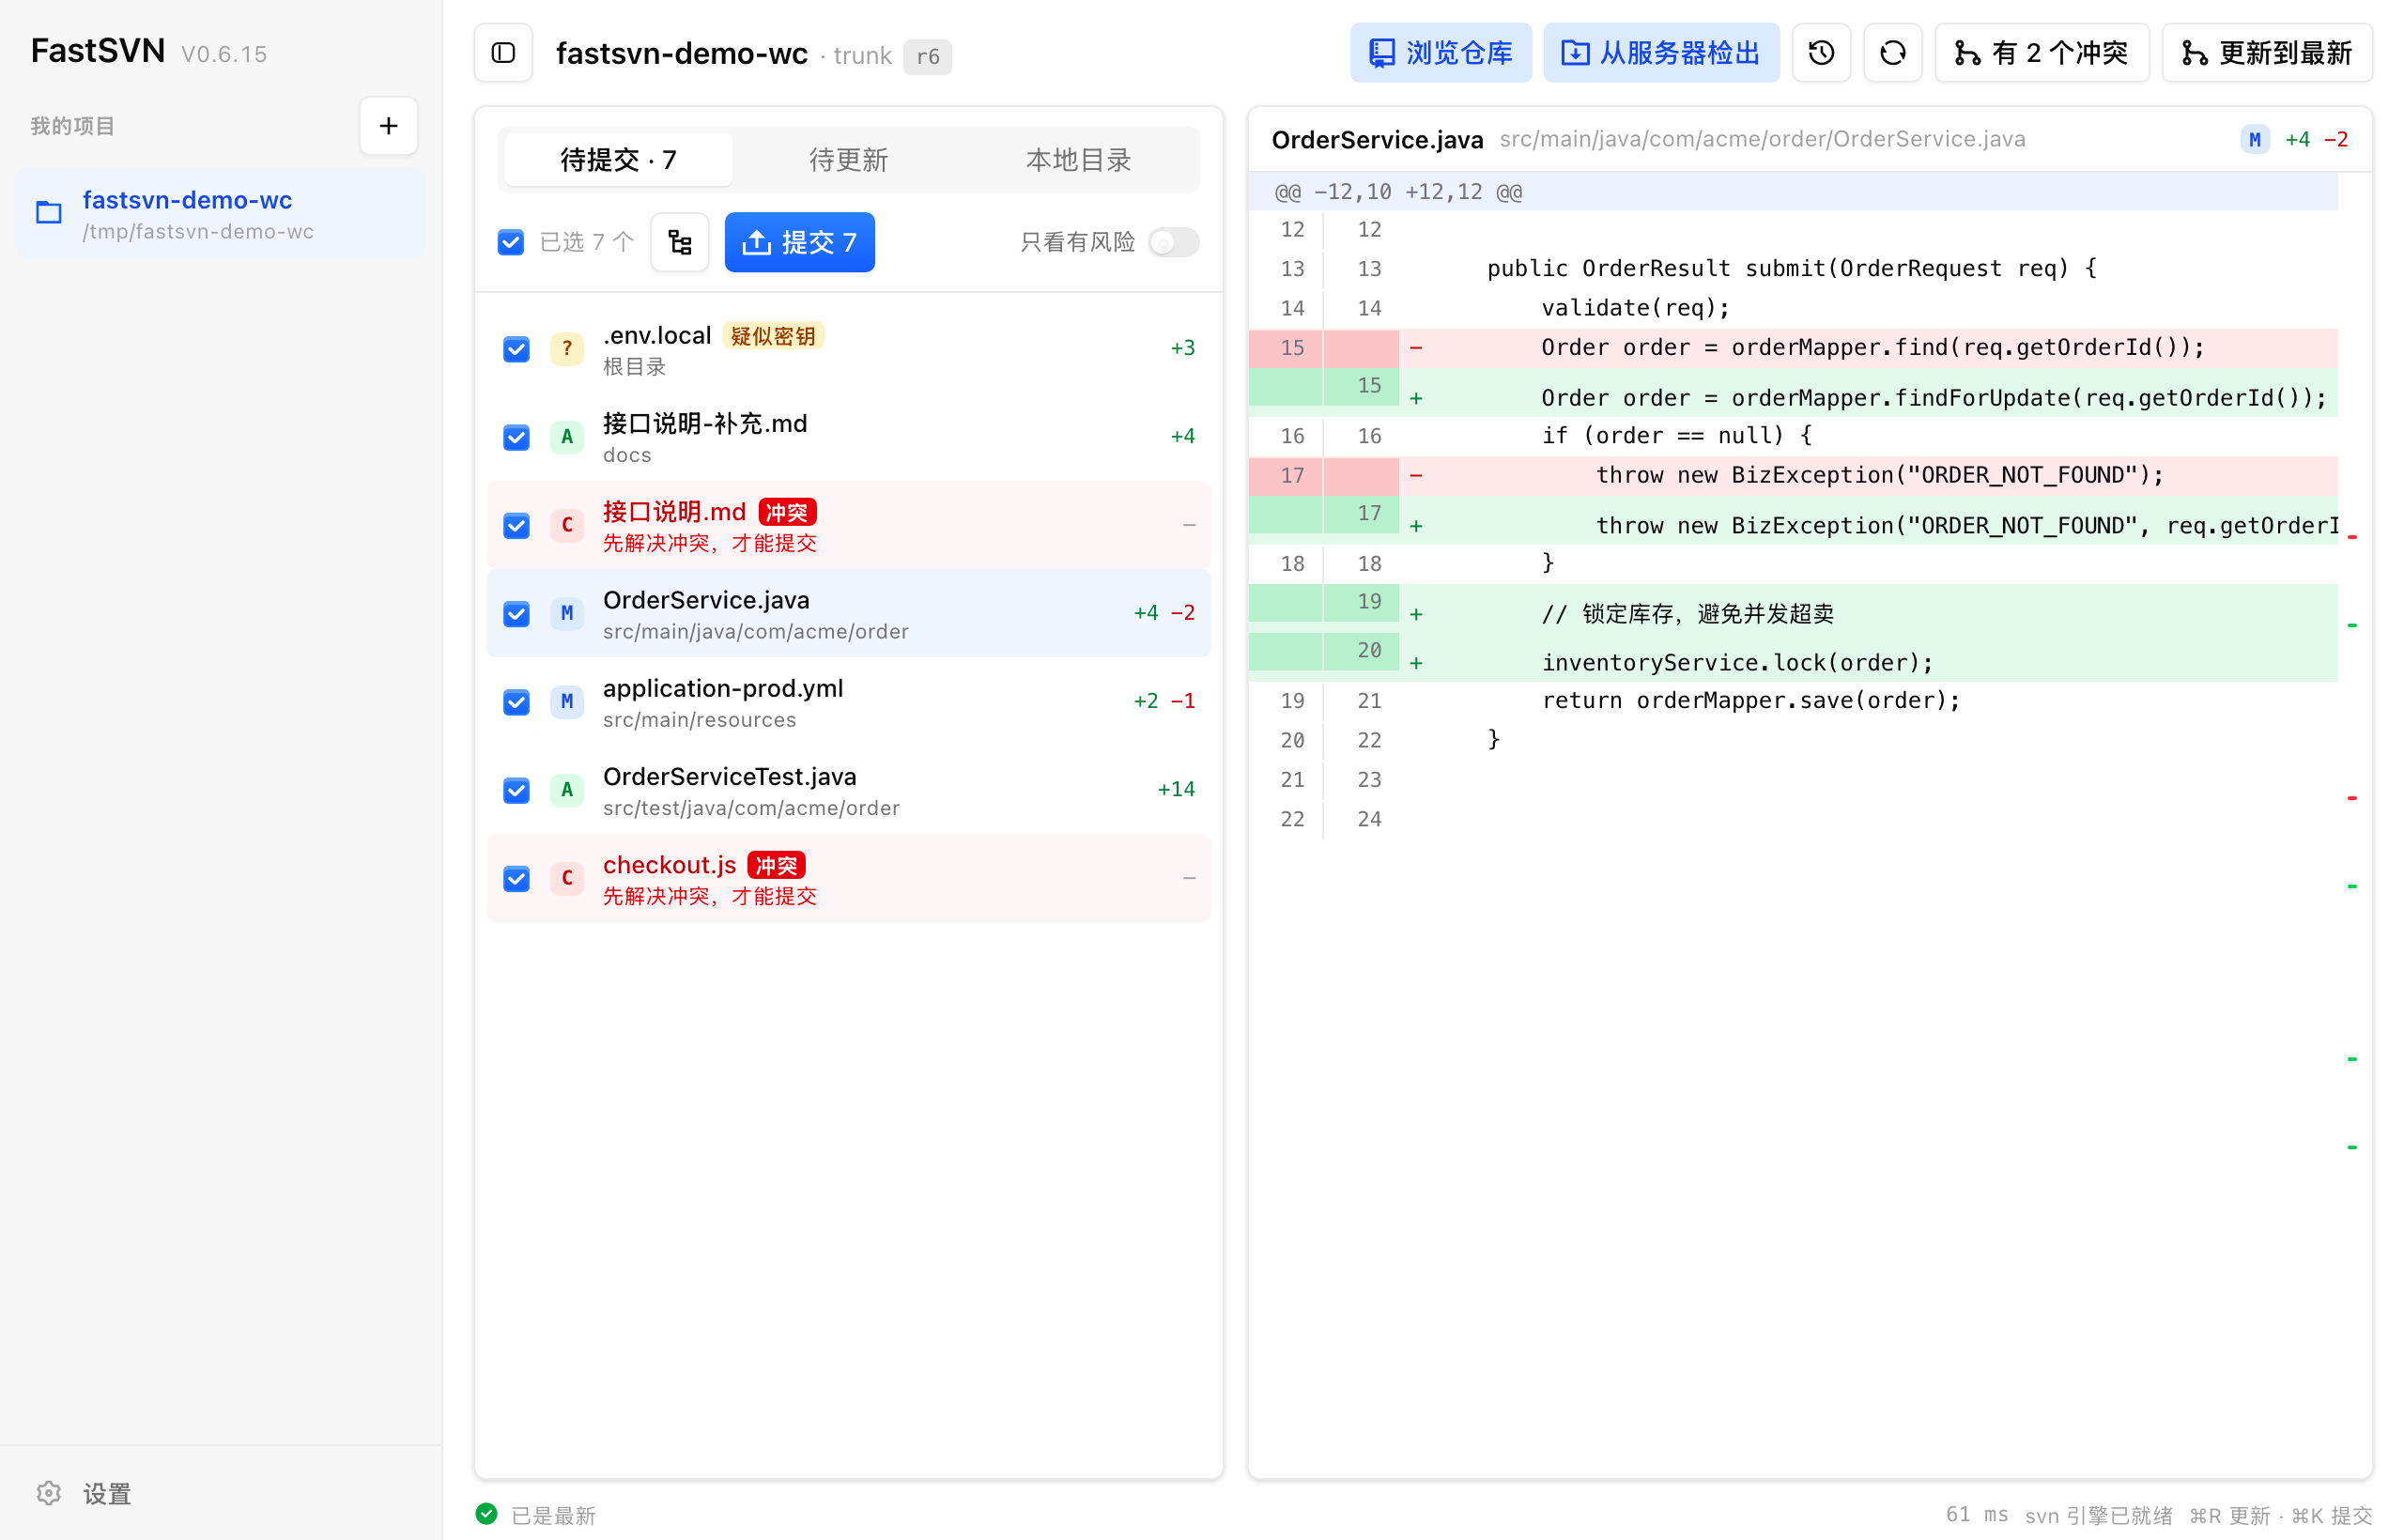 FastSVN V0.6.15
我的项目
+
fastsvn-demo-wc
/tmp/fastsvn-demo-wc
设置
fastsvn-demo-wc · trunk r6
浏览仓库
从服务器检出
有 2 个冲突
更新到最新
待提交 · 7
待更新
本地目录
已选 7 个
提交 7
只看有风险
? .env.local 疑似密钥 +3
根目录
A 接口说明-补充.md +4
docs
C 接口说明.md 冲突 –
先解决冲突，才能提交
M OrderService.java +4 −2
src/main/java/com/acme/order
M application-prod.yml +2 −1
src/main/resources
A OrderServiceTest.java +14
src/test/java/com/acme/order
C checkout.js 冲突 –
先解决冲突，才能提交
OrderService.java src/main/java/com/acme/order/OrderService.java M +4 −2
@@ −12,10 +12,12 @@
12 12
13 13 public OrderResult submit(OrderRequest req) {
14 14 validate(req);
15 − Order order = orderMapper.find(req.getOrderId());
15 + Order order = orderMapper.findForUpdate(req.getOrderId());
16 16 if (order == null) {
17 − throw new BizException("ORDER_NOT_FOUND");
17 + throw new BizException("ORDER_NOT_FOUND", req.getOrderI
18 18 }
19 + // 锁定库存，避免并发超卖
20 + inventoryService.lock(order);
19 21 return orderMapper.save(order);
20 22 }
21 23
22 24
已是最新
61 ms svn 引擎已就绪 ⌘R 更新 · ⌘K 提交